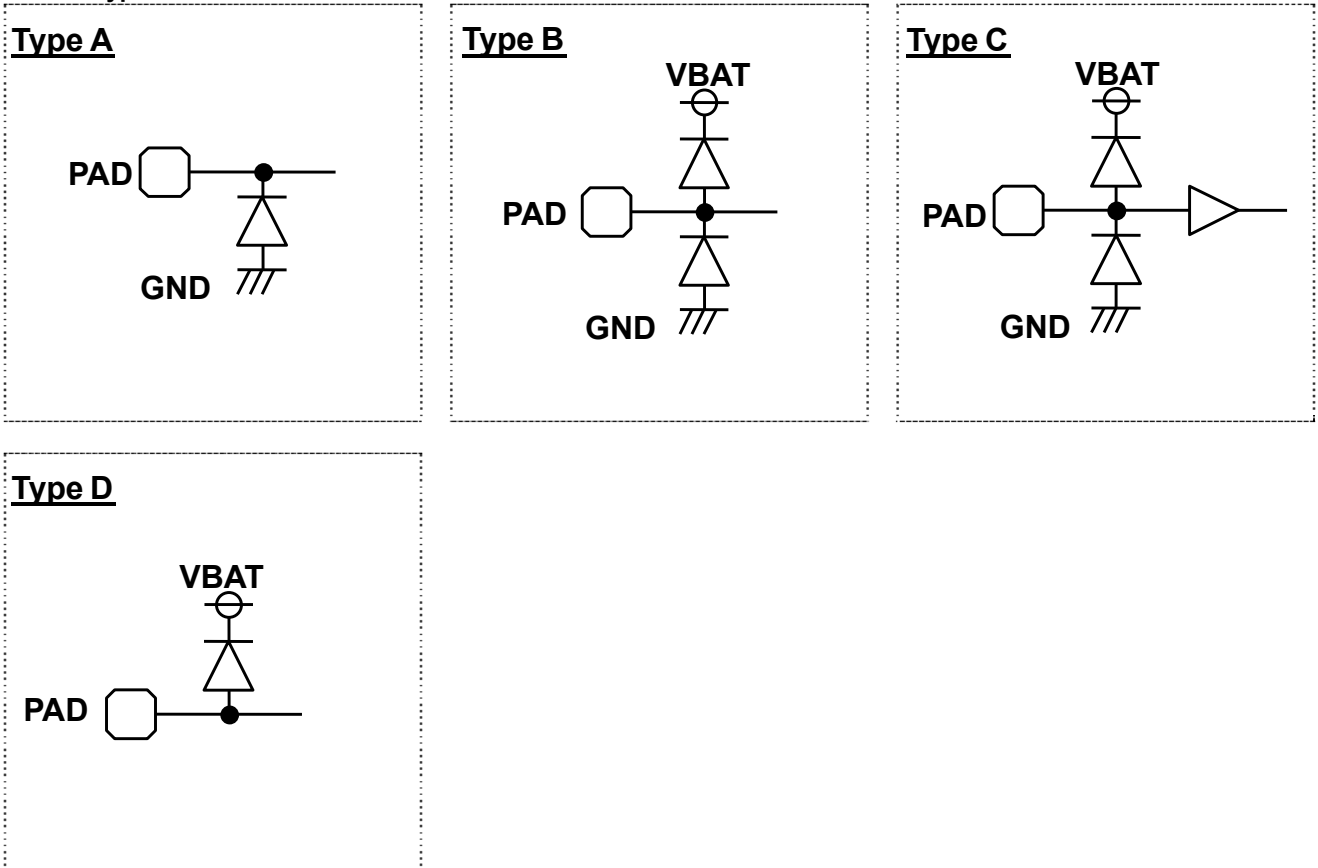 Type A
PAD
GND
Type B
VBAT
PAD
GND
Type C
VBAT
PAD
GND
Type D
VBAT
PAD